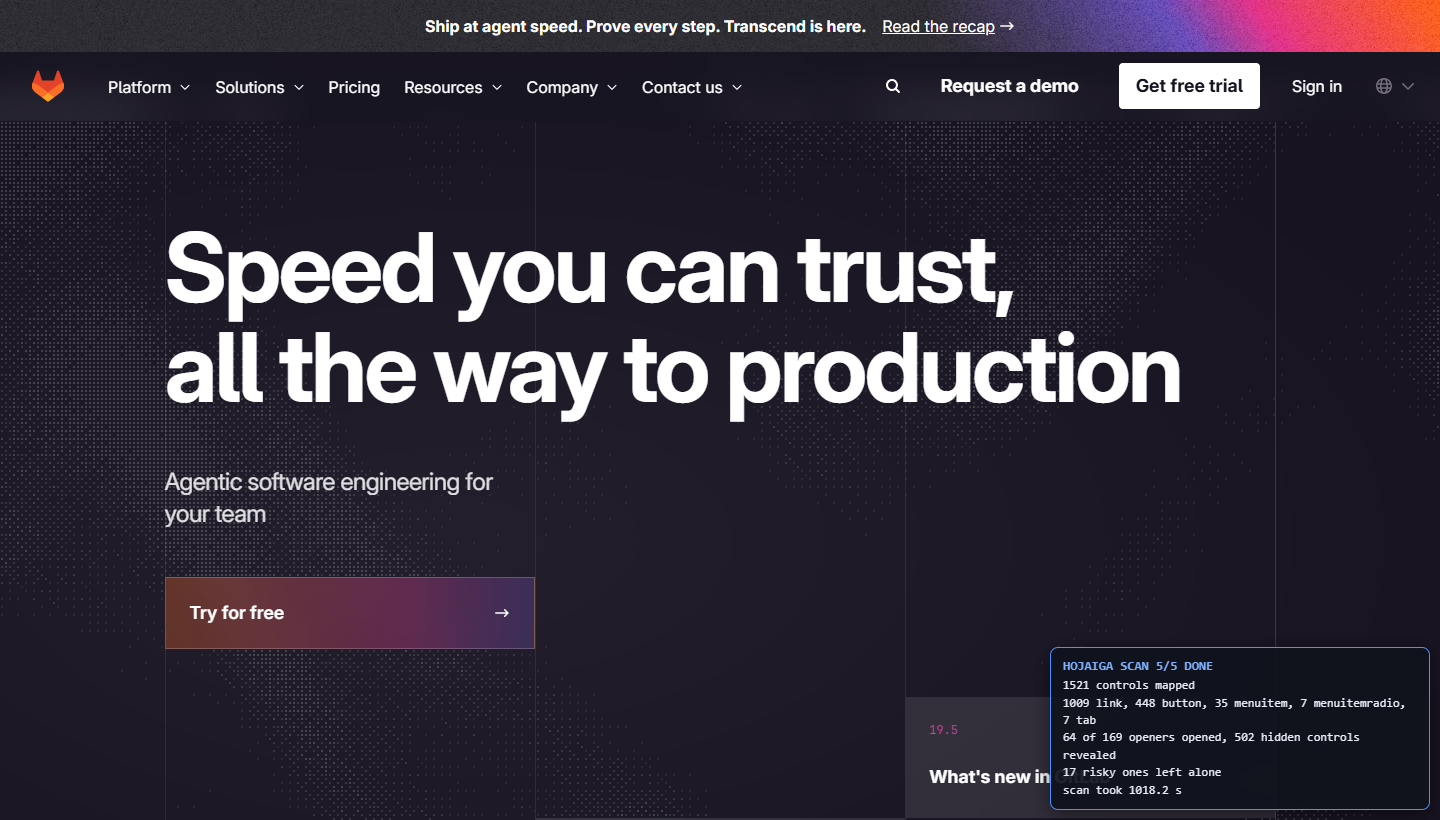 Ship at agent speed. Prove every step. Transcend is here. Read the recap →
Platform Solutions Pricing Resources Company Contact us Request a demo Get free trial Sign in
Speed you can trust,
all the way to production
Agentic software engineering for
your team
Try for free →
19.5
What's new in
HOJAIGA SCAN 5/5 DONE
1521 controls mapped
1009 link, 448 button, 35 menuitem, 7 menuitemradio,
7 tab
64 of 169 openers opened, 502 hidden controls
revealed
17 risky ones left alone
scan took 1018.2 s